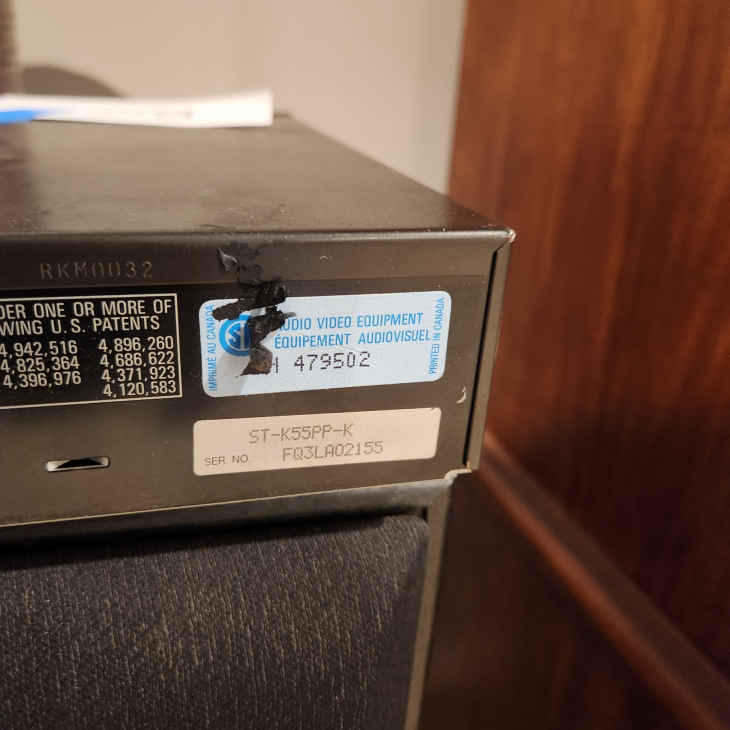 RKM0032
DER ONE OR MORE OF
WING U.S. PATENTS
4,942,516 4,896,260
4,825,364 4,686,622
4,396,976 4,371,923
4,120,583
IMPRIMÉ AU CANADA
AUDIO VIDEO EQUIPMENT
ÉQUIPEMENT AUDIOVISUEL
479502
PRINTED IN CANADA
ST-K55PP-K
SER. NO. FQ3LA02155